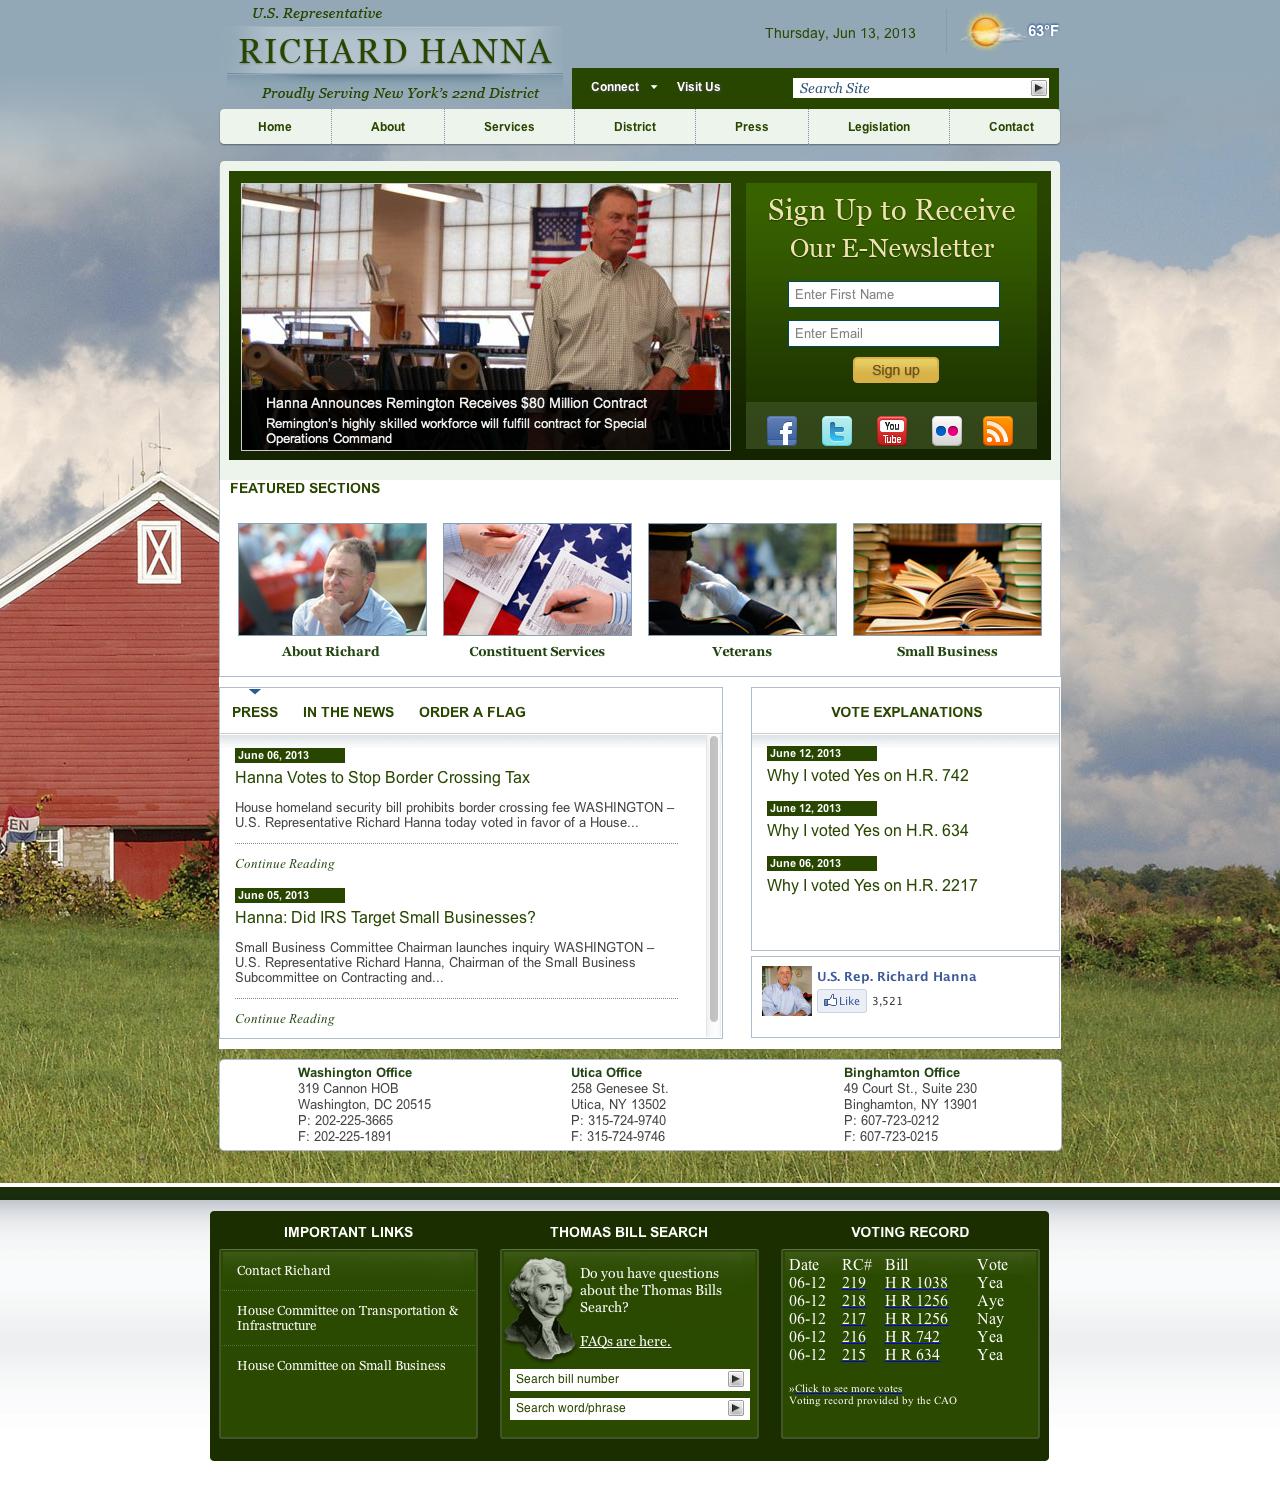 U.S. Representative
RICHARD HANNA
Proudly Serving New York's 22nd District
Thursday, Jun 13, 2013
63°F
Connect
Visit Us
Search Site
Home
About
Services
District
Press
Legislation
Contact
Hanna Announces Remington Receives $80 Million Contract
Remington's highly skilled workforce will fulfill contract for Special
Operations Command
Sign Up to Receive
Our E-Newsletter
Enter First Name
Enter Email
Sign up
You
Tube
FEATURED SECTIONS
About Richard
Constituent Services
Veterans
Small Business
PRESS
IN THE NEWS
ORDER A FLAG
June 06, 2013
Hanna Votes to Stop Border Crossing Tax
House homeland security bill prohibits border crossing fee WASHINGTON –
U.S. Representative Richard Hanna today voted in favor of a House...
Continue Reading
June 05, 2013
Hanna: Did IRS Target Small Businesses?
Small Business Committee Chairman launches inquiry WASHINGTON –
U.S. Representative Richard Hanna, Chairman of the Small Business
Subcommittee on Contracting and...
Continue Reading
VOTE EXPLANATIONS
June 12, 2013
Why I voted Yes on H.R. 742
June 12, 2013
Why I voted Yes on H.R. 634
June 06, 2013
Why I voted Yes on H.R. 2217
U.S. Rep. Richard Hanna
Like 3,521
EN
Washington Office
319 Cannon HOB
Washington, DC 20515
P: 202-225-3665
F: 202-225-1891
Utica Office
258 Genesee St.
Utica, NY 13502
P: 315-724-9740
F: 315-724-9746
Binghamton Office
49 Court St., Suite 230
Binghamton, NY 13901
P: 607-723-0212
F: 607-723-0215
IMPORTANT LINKS
Contact Richard
House Committee on Transportation &
Infrastructure
House Committee on Small Business
THOMAS BILL SEARCH
Do you have questions
about the Thomas Bills
Search?
FAQs are here.
Search bill number
Search word/phrase
VOTING RECORD
Date RC# Bill Vote
06-12 219 H R 1038 Yea
06-12 218 H R 1256 Aye
06-12 217 H R 1256 Nay
06-12 216 H R 742 Yea
06-12 215 H R 634 Yea
»Click to see more votes
Voting record provided by the CAO